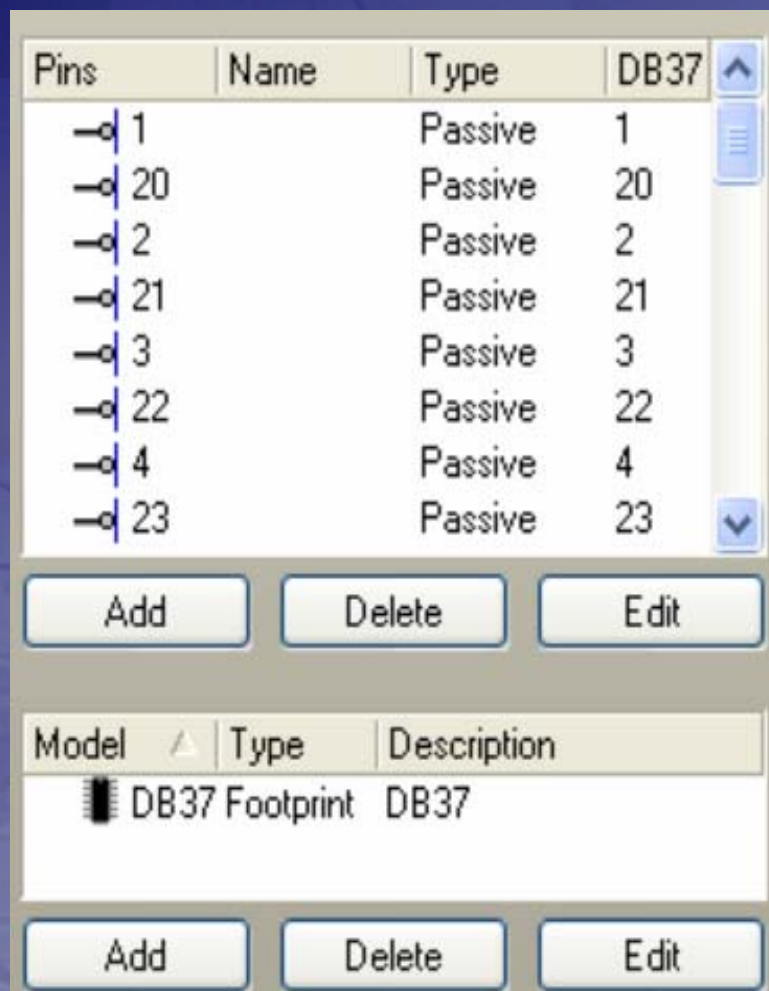 Pins Name Type DB37
1 Passive 1
20 Passive 20
2 Passive 2
21 Passive 21
3 Passive 3
22 Passive 22
4 Passive 4
23 Passive 23
Add Delete Edit
Model Type Description
DB37 Footprint DB37
Add Delete Edit